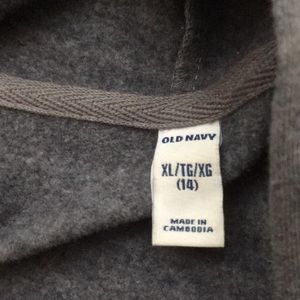 OLD NAVY
XL/TG/XG
(14)
MADE IN
CAMBODIA